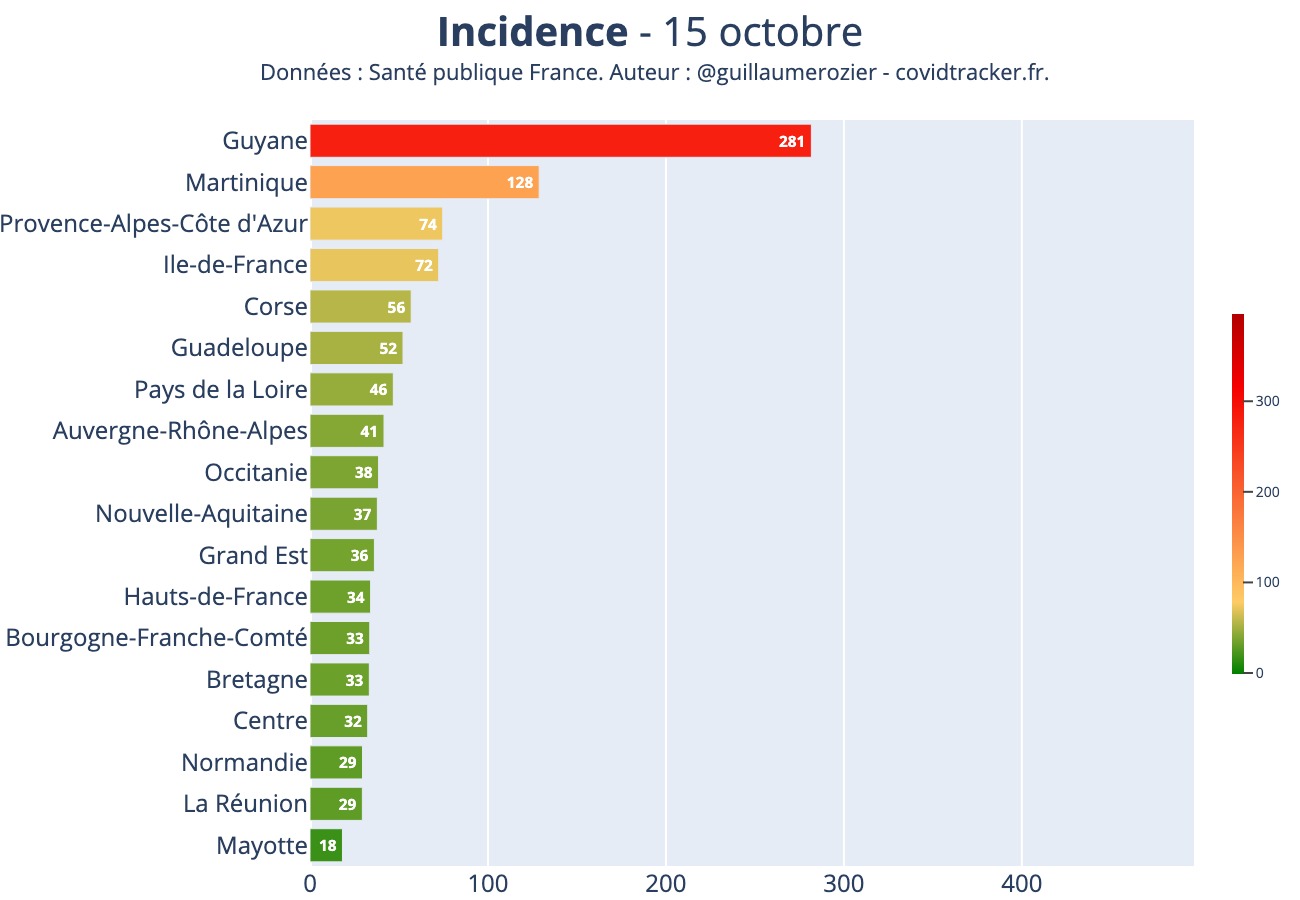 Incidence - 15 octobre
Données : Santé publique France. Auteur : @guillaumerozier - covidtracker.fr.
Guyane 281
Martinique 128
Provence-Alpes-Côte d'Azur 74
Ile-de-France 72
Corse 56
Guadeloupe 52
Pays de la Loire 46
Auvergne-Rhône-Alpes 41
Occitanie 38
Nouvelle-Aquitaine 37
Grand Est 36
Hauts-de-France 34
Bourgogne-Franche-Comté 33
Bretagne 33
Centre 32
Normandie 29
La Réunion 29
Mayotte 18
0 100 200 300 400
300
200
100
0